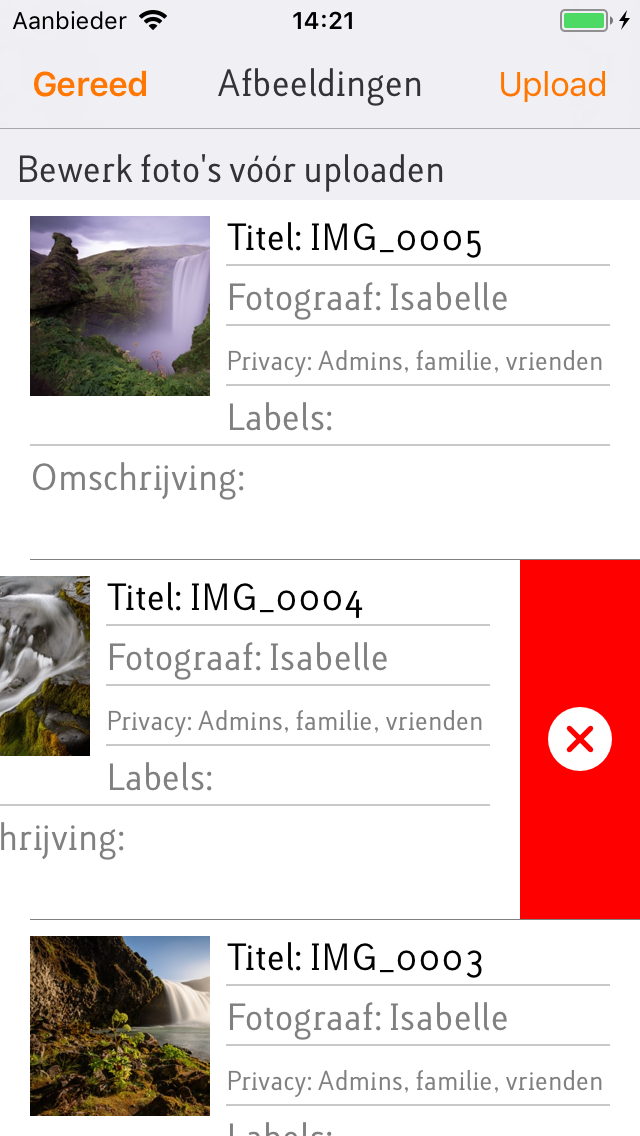 Aanbieder 14:21
Gereed Afbeeldingen Upload
Bewerk foto's vóór uploaden
Titel: IMG_0005
Fotograaf: Isabelle
Privacy: Admins, familie, vrienden
Labels:
Omschrijving:
Titel: IMG_0004
Fotograaf: Isabelle
Privacy: Admins, familie, vrienden
Labels:
hrijving:
Titel: IMG_0003
Fotograaf: Isabelle
Privacy: Admins, familie, vrienden
Labels: